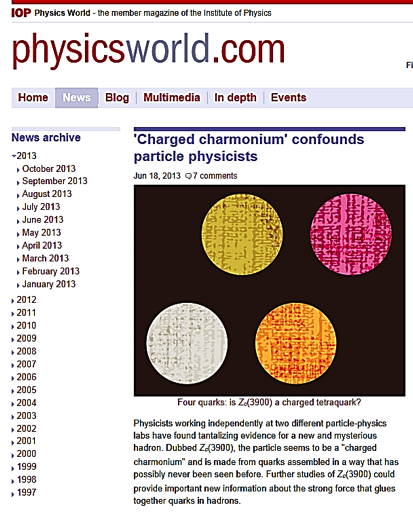 IOP Physics World - the member magazine of the Institute of Physics
physicsworld.com
Fi
Home News Blog Multimedia In depth Events
News archive
2013
October 2013
September 2013
August 2013
July 2013
June 2013
May 2013
April 2013
March 2013
February 2013
January 2013
2012
2011
2010
2009
2008
2007
2006
2005
2004
2003
2002
2001
2000
1999
1998
1997
'Charged charmonium' confounds
particle physicists
Jun 18, 2013 7 comments
Four quarks: is Zc(3900) a charged tetraquark?
Physicists working independently at two different particle-physics
labs have found tantalizing evidence for a new and mysterious
hadron. Dubbed Zc(3900), the particle seems to be a "charged
charmonium" and is made from quarks assembled in a way that has
possibly never been seen before. Further studies of Zc(3900) could
provide important new information about the strong force that glues
together quarks in hadrons.